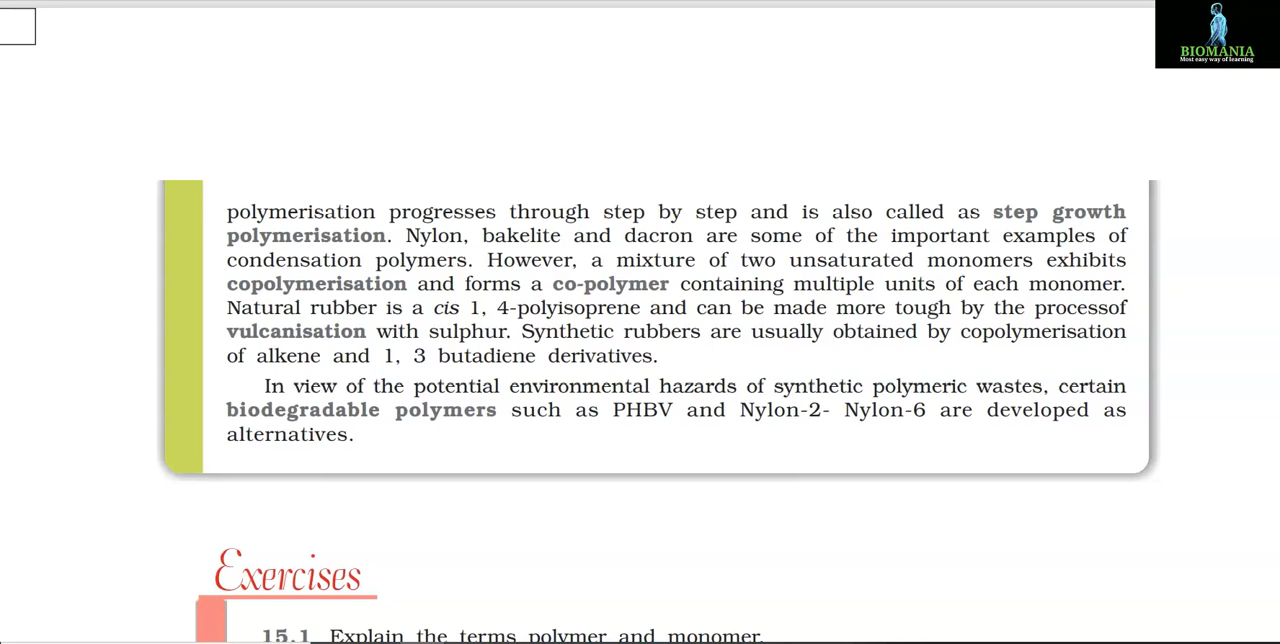 BIOMANIA
Most easy way of learning
polymerisation progresses through step by step and is also called as step growth
polymerisation. Nylon, bakelite and dacron are some of the important examples of
condensation polymers. However, a mixture of two unsaturated monomers exhibits
copolymerisation and forms a co-polymer containing multiple units of each monomer.
Natural rubber is a cis 1, 4-polyisoprene and can be made more tough by the processof
vulcanisation with sulphur. Synthetic rubbers are usually obtained by copolymerisation
of alkene and 1, 3 butadiene derivatives.
In view of the potential environmental hazards of synthetic polymeric wastes, certain
biodegradable polymers such as PHBV and Nylon-2- Nylon-6 are developed as
alternatives.
Exercises
15.1 Explain the terms polymer and monomer.